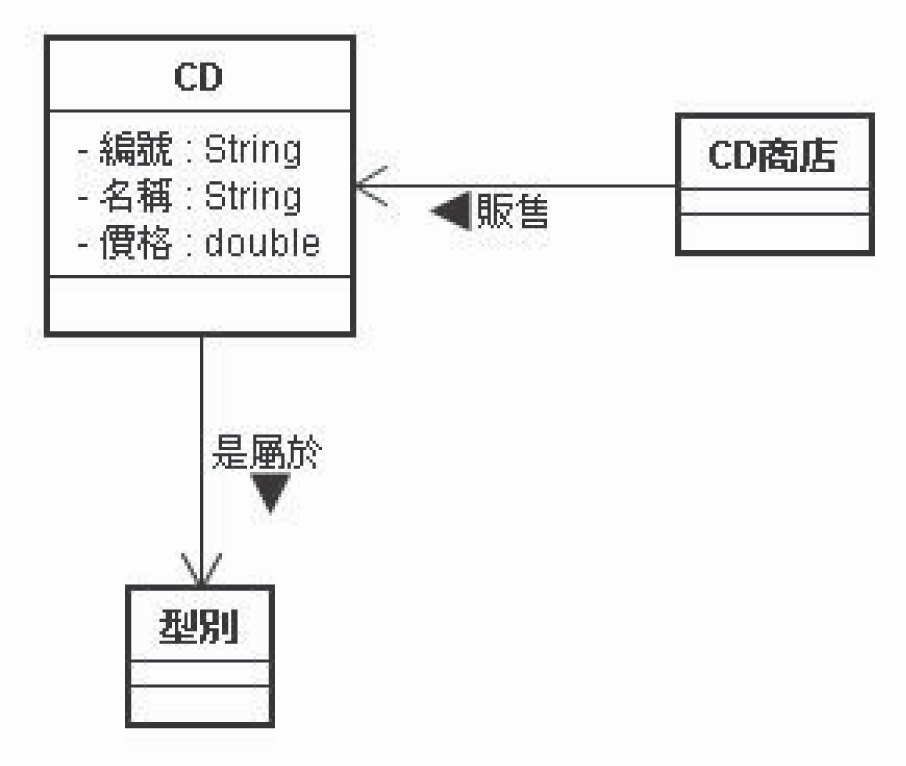 CD
- 編號 : String
- 名稱 : String
- 價格 : double
CD商店
販售
是屬於
型別